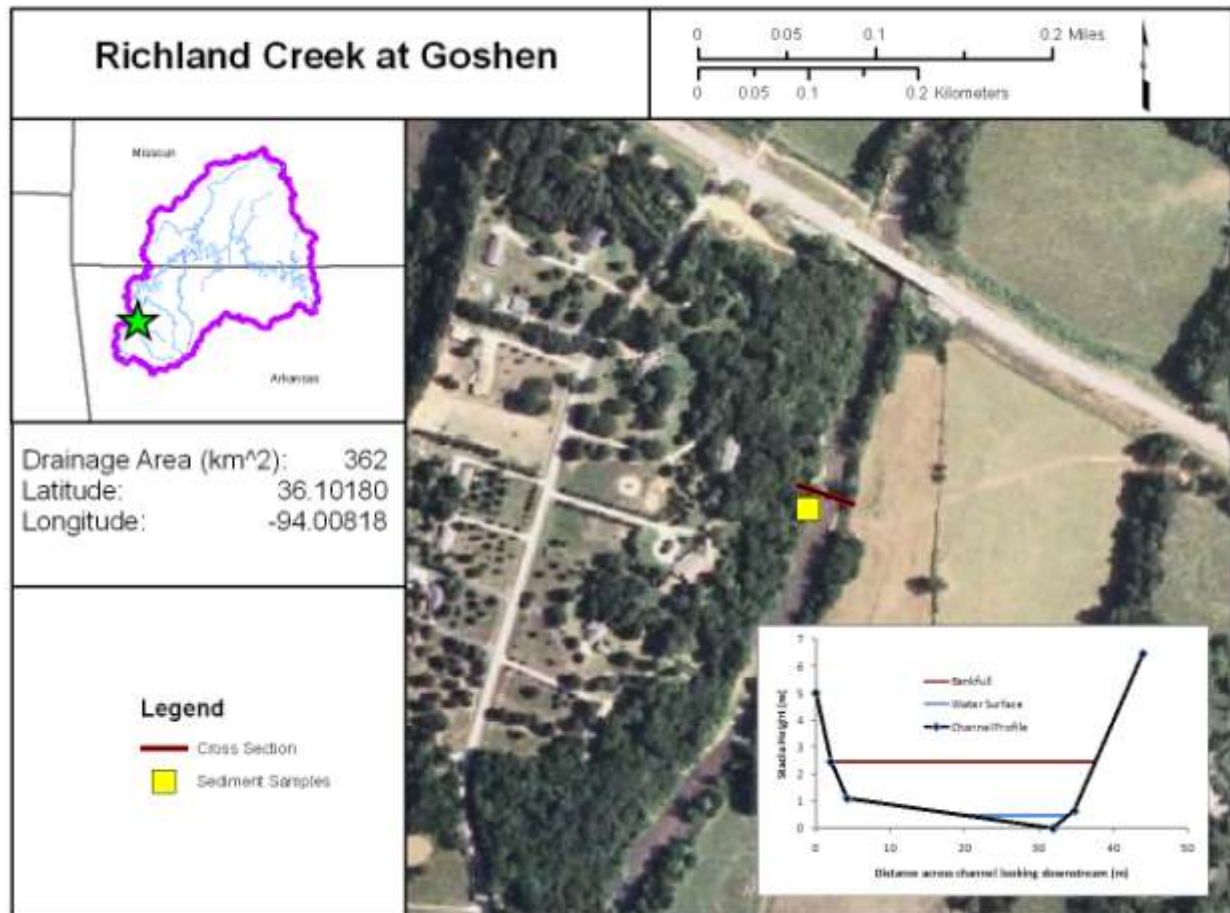 Richland Creek at Goshen
0 0.05 0.1 0.2 Miles
0 0.05 0.1 0.2 Kilometers
Missouri
Arkansas
Drainage Area (km^2): 362
Latitude: 36.10180
Longitude: -94.00818
Legend
Cross Section
Sediment Samples
7
6
5
4
3
2
1
0
Stadia Height (m)
Bankfull
Water Surface
Channel Profile
0 10 20 30 40 50
Distance across channel looking downstream (m)